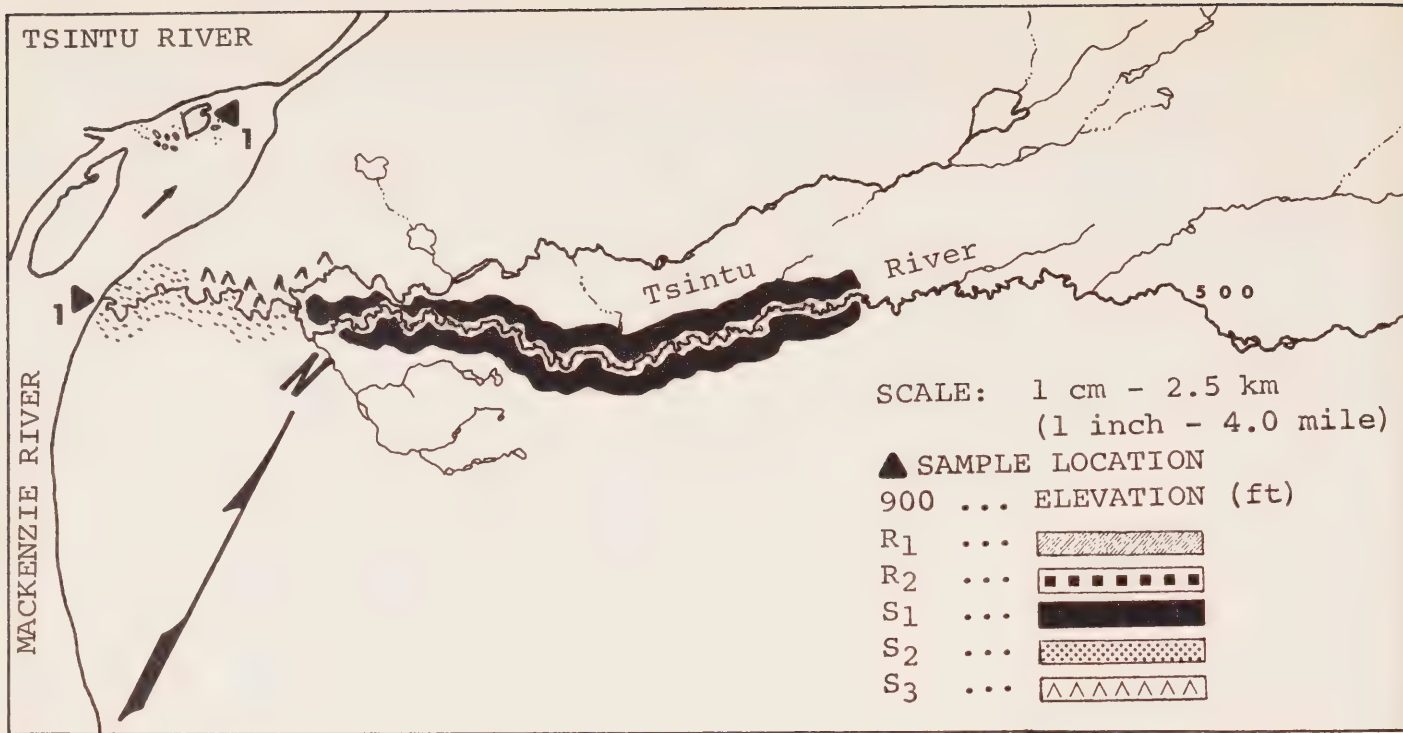 TSINTU RIVER
1
1
Tsintu River
500
MACKENZIE RIVER
N
SCALE: 1 cm - 2.5 km
(1 inch - 4.0 mile)
SAMPLE LOCATION
900 ... ELEVATION (ft)
R1 ...
R2 ...
S1 ...
S2 ...
S3 ...